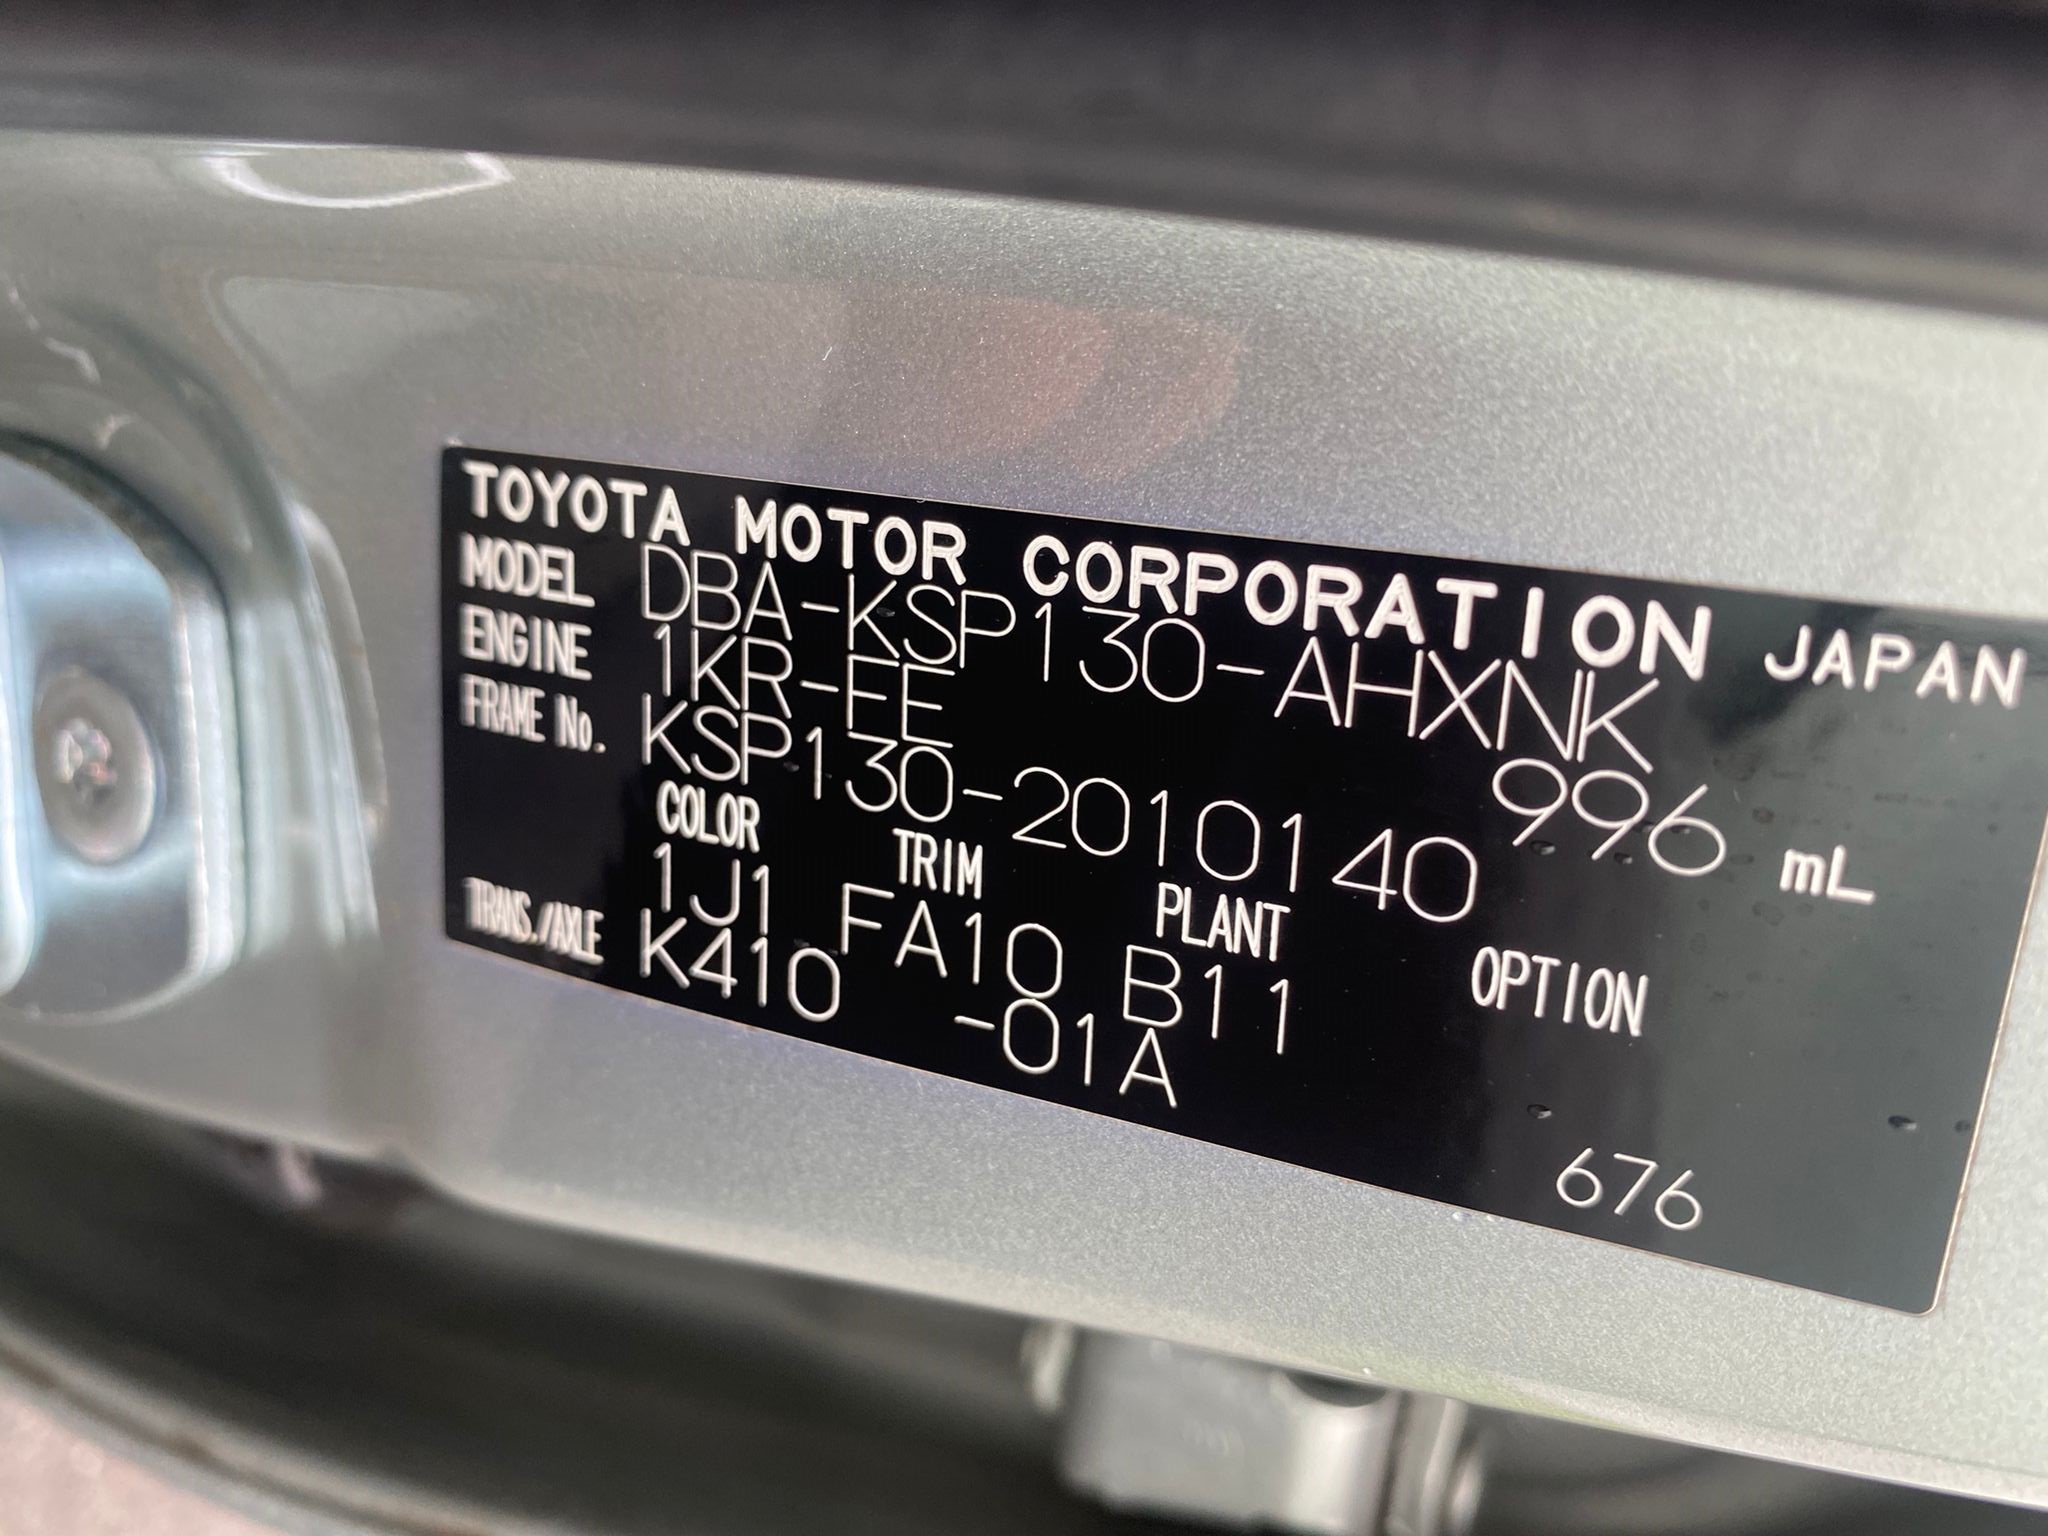 TOYOTA MOTOR CORPORATION JAPAN
MODEL DBA-KSP130-AHXNK
ENGINE 1KR-FE 996 mL
FRAME No. KSP130-2010140
COLOR TRIM PLANT OPTION
1J1 FA10 B11
TRANS./AXLE K410 -01A
676